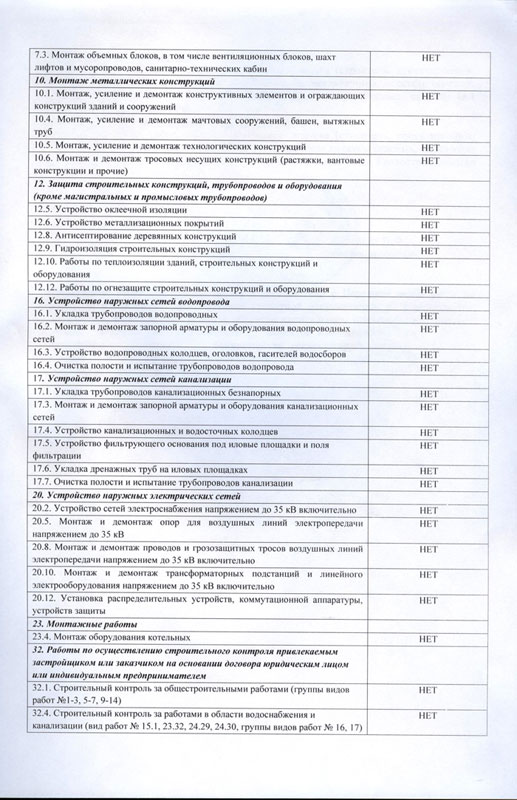 7.3. Монтаж объемных блоков, в том числе вентиляционных блоков, шахт
лифтов и мусоропроводов, санитарно-технических кабин
НЕТ
10. Монтаж металлических конструкций
10.1. Монтаж, усиление и демонтаж конструктивных элементов и ограждающих
конструкций зданий и сооружений
НЕТ
10.4. Монтаж, усиление и демонтаж мачтовых сооружений, башен, вытяжных
труб
НЕТ
10.5. Монтаж, усиление и демонтаж технологических конструкций
НЕТ
10.6. Монтаж и демонтаж тросовых несущих конструкций (растяжки, вантовые
конструкции и прочие)
НЕТ
12. Защита строительных конструкций, трубопроводов и оборудования
(кроме магистральных и промысловых трубопроводов)
12.5. Устройство оклеечной изоляции
НЕТ
12.6. Устройство металлизационных покрытий
НЕТ
12.8. Антисептирование деревянных конструкций
НЕТ
12.9. Гидроизоляция строительных конструкций
НЕТ
12.10. Работы по теплоизоляции зданий, строительных конструкций и
оборудования
НЕТ
12.12. Работы по огнезащите строительных конструкций и оборудования
НЕТ
16. Устройство наружных сетей водопровода
16.1. Укладка трубопроводов водопроводных
НЕТ
16.2. Монтаж и демонтаж запорной арматуры и оборудования водопроводных
сетей
НЕТ
16.3. Устройство водопроводных колодцев, оголовков, гасителей водосборов
НЕТ
16.4. Очистка полости и испытание трубопроводов водопровода
НЕТ
17. Устройство наружных сетей канализации
17.1. Укладка трубопроводов канализационных безнапорных
НЕТ
17.3. Монтаж и демонтаж запорной арматуры и оборудования канализационных
сетей
НЕТ
17.4. Устройство канализационных и водосточных колодцев
НЕТ
17.5. Устройство фильтрующего основания под иловые площадки и поля
фильтрации
НЕТ
17.6. Укладка дренажных труб на иловых площадках
НЕТ
17.7. Очистка полости и испытание трубопроводов канализации
НЕТ
20. Устройство наружных электрических сетей
20.2. Устройство сетей электроснабжения напряжением до 35 кВ включительно
НЕТ
20.5. Монтаж и демонтаж опор для воздушных линий электропередачи
напряжением до 35 кВ
НЕТ
20.8. Монтаж и демонтаж проводов и грозозащитных тросов воздушных линий
электропередачи напряжением до 35 кВ включительно
НЕТ
20.10. Монтаж и демонтаж трансформаторных подстанций и линейного
электрооборудования напряжением до 35 кВ включительно
НЕТ
20.12. Установка распределительных устройств, коммутационной аппаратуры,
устройств защиты
НЕТ
23. Монтажные работы
23.4. Монтаж оборудования котельных
НЕТ
32. Работы по осуществлению строительного контроля привлекаемым
застройщиком или заказчиком на основании договора юридическим лицом
или индивидуальным предпринимателем
32.1. Строительный контроль за общестроительными работами (группы видов
работ №1-3, 5-7, 9-14)
НЕТ
32.4. Строительный контроль за работами в области водоснабжения и
канализации (вид работ № 15.1, 23.32, 24.29, 24.30, группы видов работ № 16, 17)
НЕТ